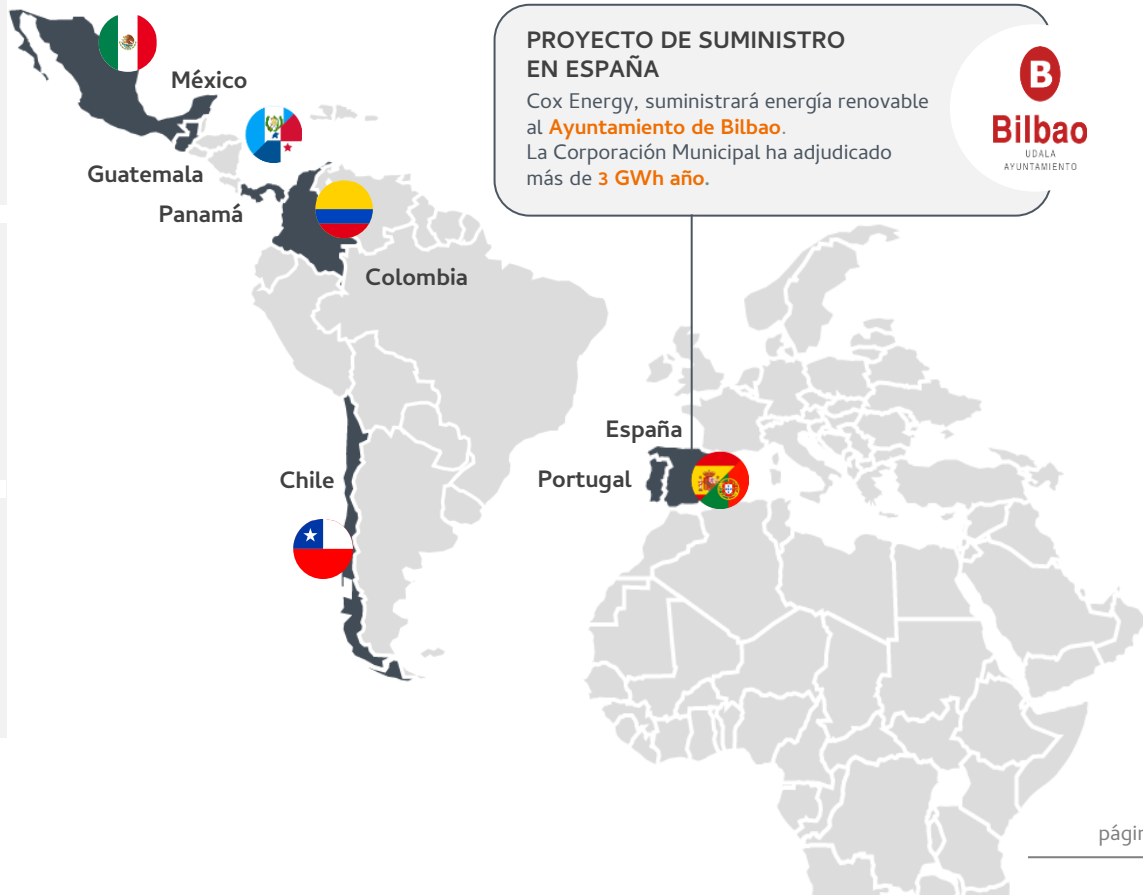 México
Guatemala
Panamá
Colombia
PROYECTO DE SUMINISTRO
EN ESPAÑA
Cox Energy, suministrará energía renovable
al Ayuntamiento de Bilbao.
La Corporación Municipal ha adjudicado
más de 3 GWh año.
B
Bilbao
UDALA
AYUNTAMIENTO
España
Portugal
Chile
págin